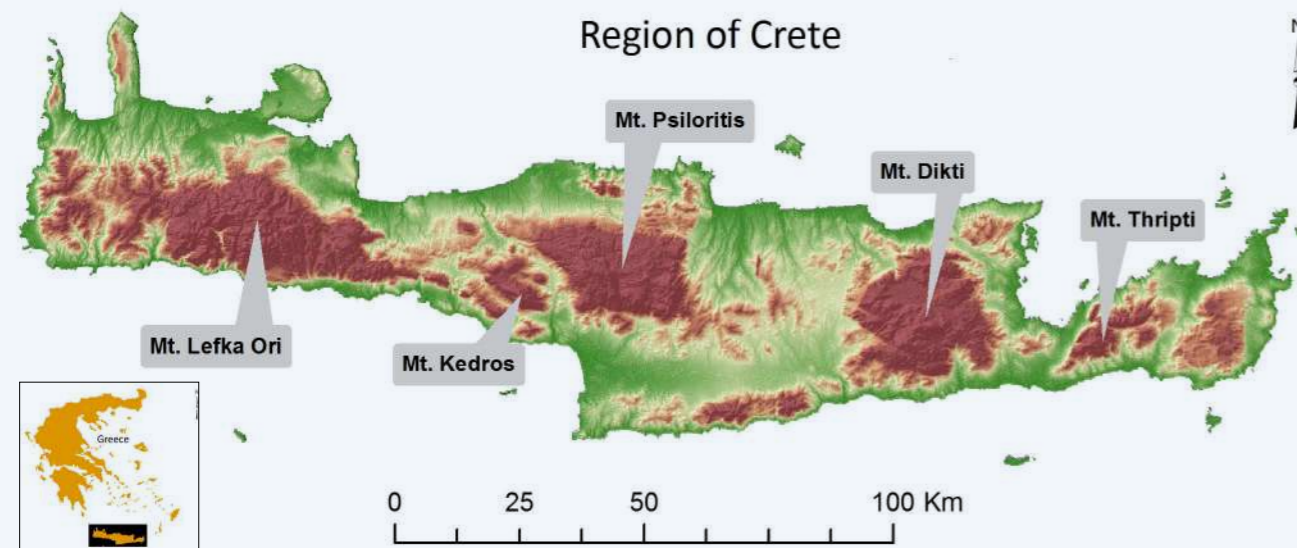 Region of Crete
N
Mt. Psiloritis
Mt. Dikti
Mt. Thripti
Mt. Lefka Ori
Mt. Kedros
Greece
0 25 50 100 Km